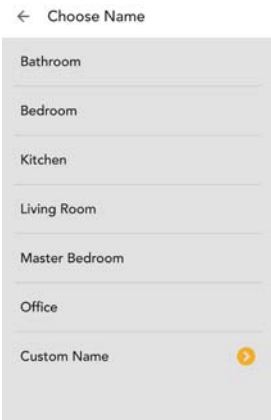 Choose Name
Bathroom
Bedroom
Kitchen
Living Room
Master Bedroom
Office
Custom Name